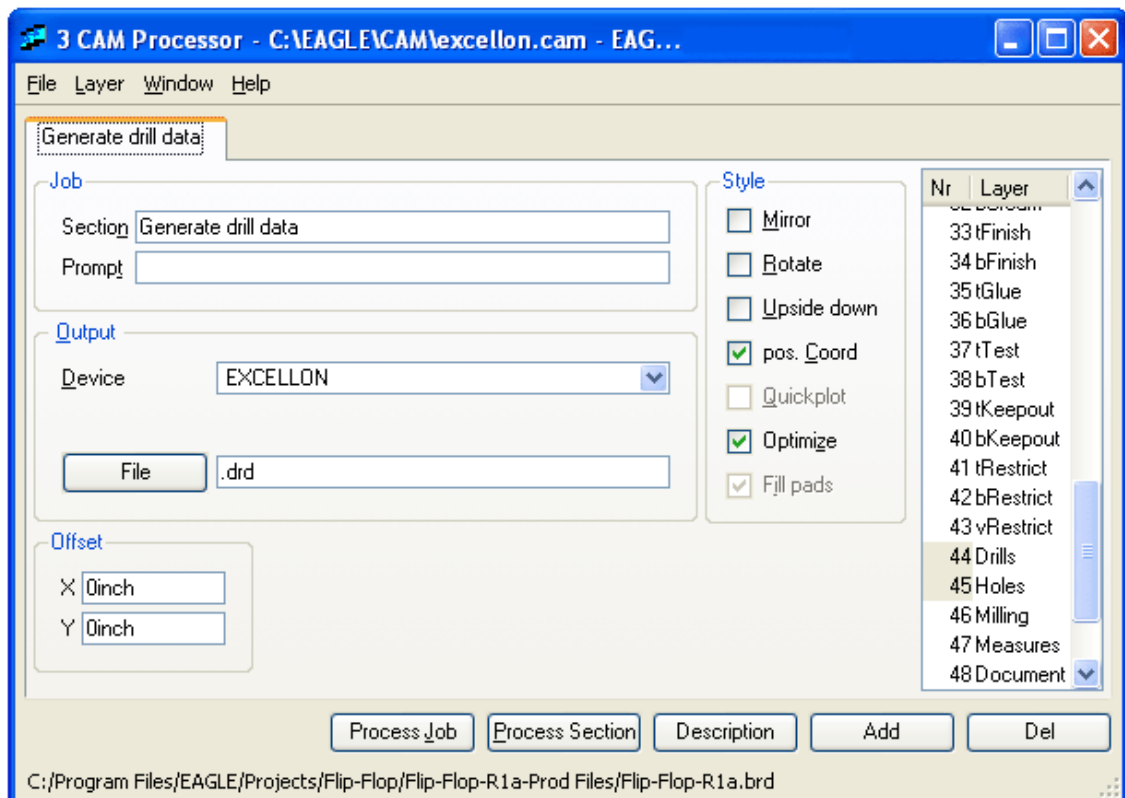 3 CAM Processor - C:\EAGLE\CAM\excellon.cam - EAG...
File Layer Window Help
Generate drill data
Job
Section Generate drill data
Prompt
Output
Device EXCELLON
File .drd
Offset
X 0inch
Y 0inch
Style
Mirror
Rotate
Upside down
pos. Coord
Quickplot
Optimize
Fill pads
Nr Layer
33 tFinish
34 bFinish
35 tGlue
36 bGlue
37 tTest
38 bTest
39 tKeepout
40 bKeepout
41 tRestrict
42 bRestrict
43 vRestrict
44 Drills
45 Holes
46 Milling
47 Measures
48 Document
Process Job Process Section Description Add Del
C:/Program Files/EAGLE/Projects/Flip-Flop/Flip-Flop-R1a-Prod Files/Flip-Flop-R1a.brd